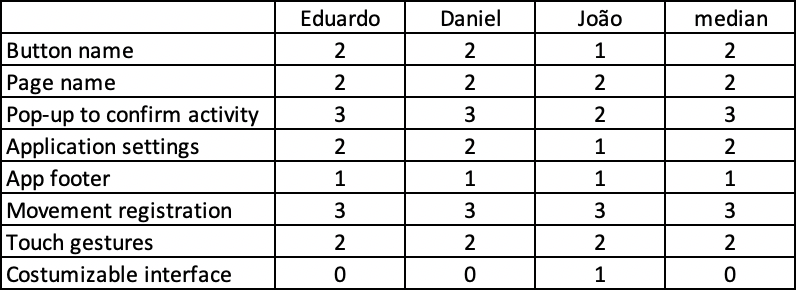 Eduardo Daniel João median
Button name 2 2 1 2
Page name 2 2 2 2
Pop-up to confirm activity 3 3 2 3
Application settings 2 2 1 2
App footer 1 1 1 1
Movement registration 3 3 3 3
Touch gestures 2 2 2 2
Costumizable interface 0 0 1 0